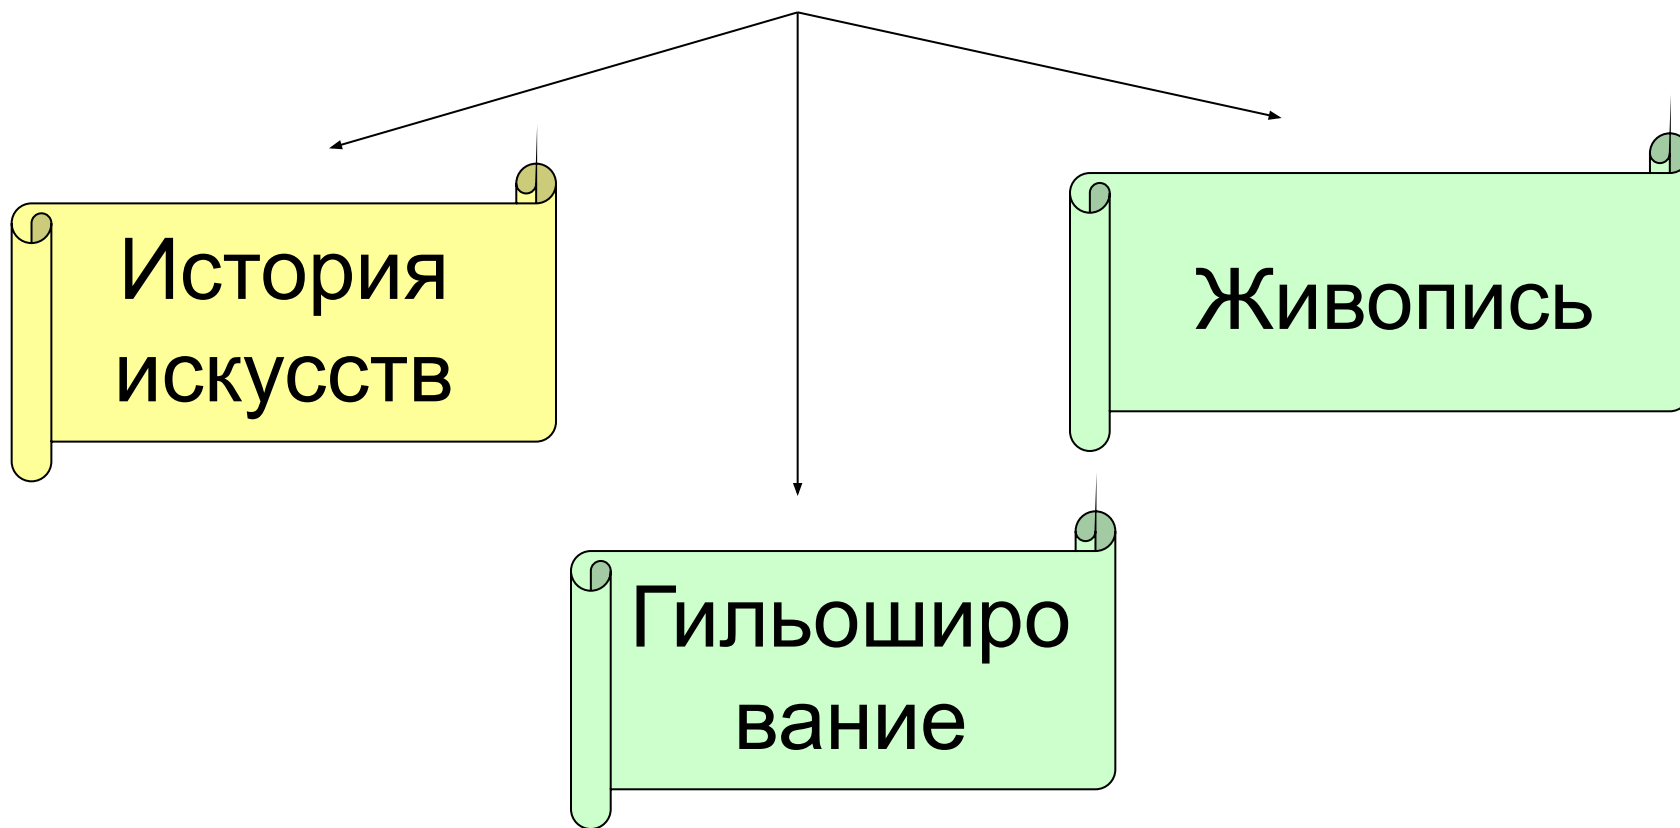 История
искусств
Живопись
Гильоширо
вание